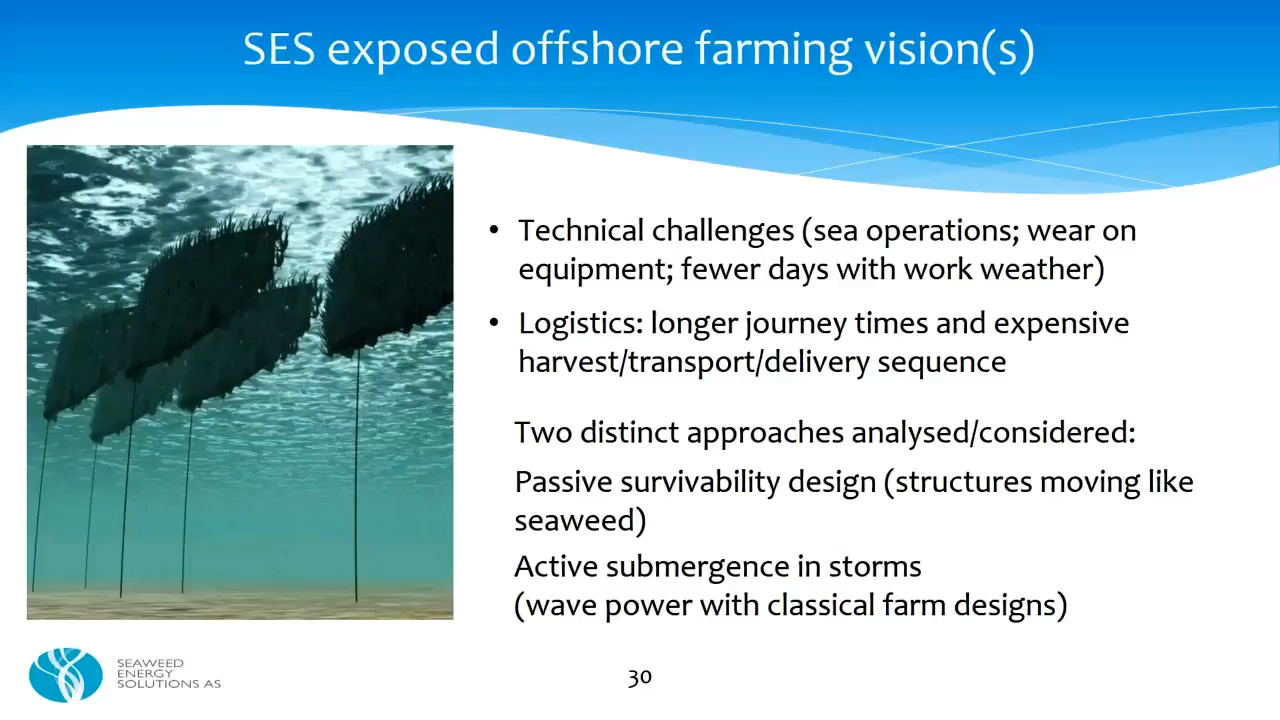 SES exposed offshore farming vision(s)
• Technical challenges (sea operations; wear on
equipment; fewer days with work weather)
• Logistics: longer journey times and expensive
harvest/transport/delivery sequence
Two distinct approaches analysed/considered:
Passive survivability design (structures moving like
seaweed)
Active submergence in storms
(wave power with classical farm designs)
SEAWEED
ENERGY
SOLUTIONS AS
30